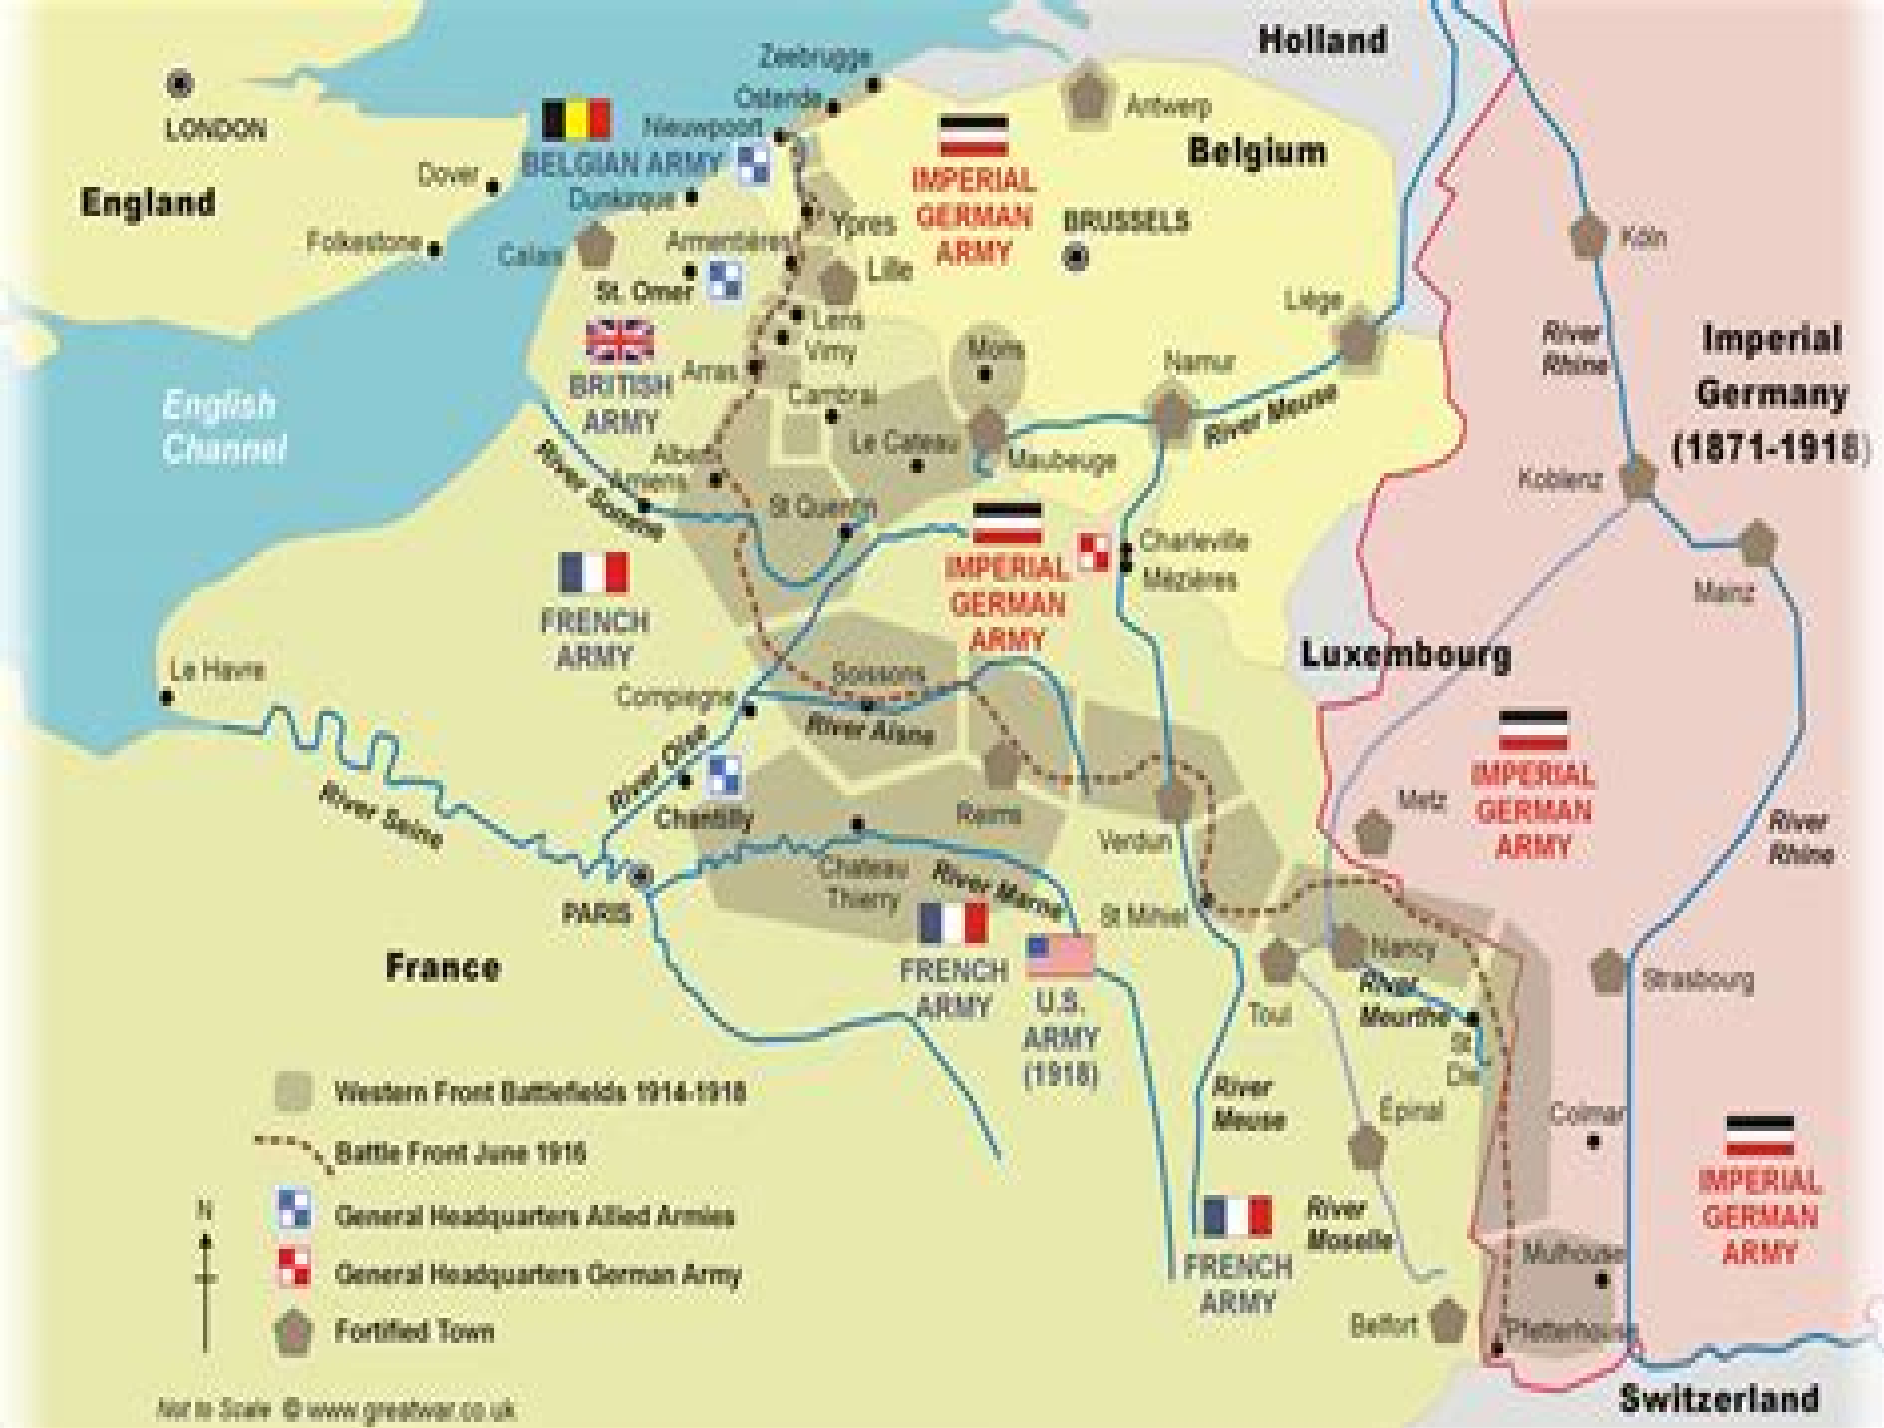 Holland
Zeebrugge
LONDON
Ostende
Antwerp
Nieuwpoort
BELGIAN ARMY
Belgium
IMPERIAL
GERMAN
ARMY
Dover
England
Dunkirque
Ypres
BRUSSELS
Folkestone
Calais
Armentières
Lille
Köln
St. Omer
Liège
Lens
Vimy
River
Rhine
Imperial
Germany
(1871-1918)
Mons
Namur
Arras
BRITISH
ARMY
Cambrai
English
Channel
River Meuse
Le Cateau
Maubeuge
Albert
Amiens
River Somme
Koblenz
St Quentin
Charleville
Mézières
IMPERIAL
GERMAN
ARMY
Mainz
FRENCH
ARMY
Luxembourg
Le Havre
Soissons
Compiegne
River Aisne
River Oise
IMPERIAL
GERMAN
ARMY
River Seine
Chantilly
Reims
Metz
Verdun
River
Rhine
Chateau
Thierry
River Marne
PARIS
St Mihiel
France
FRENCH
ARMY
Nancy
Strasbourg
U.S.
ARMY
(1918)
Toul
River
Meurthe
St
Die
River
Meuse
Epinal
Colmar
Western Front Battlefields 1914-1918
Battle Front June 1916
IMPERIAL
GERMAN
ARMY
N
General Headquarters Allied Armies
River
Moselle
FRENCH
ARMY
Mulhouse
General Headquarters German Army
Fortified Town
Belfort
Pfetterhouse
Switzerland
Not to Scale © www.greatwar.co.uk